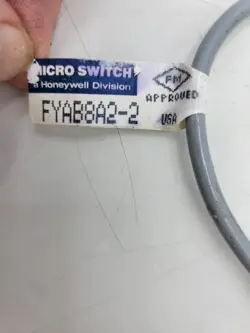 MICRO SWITCH
a Honeywell Division
FM
APPROVED
FYAB8A2-2
USA